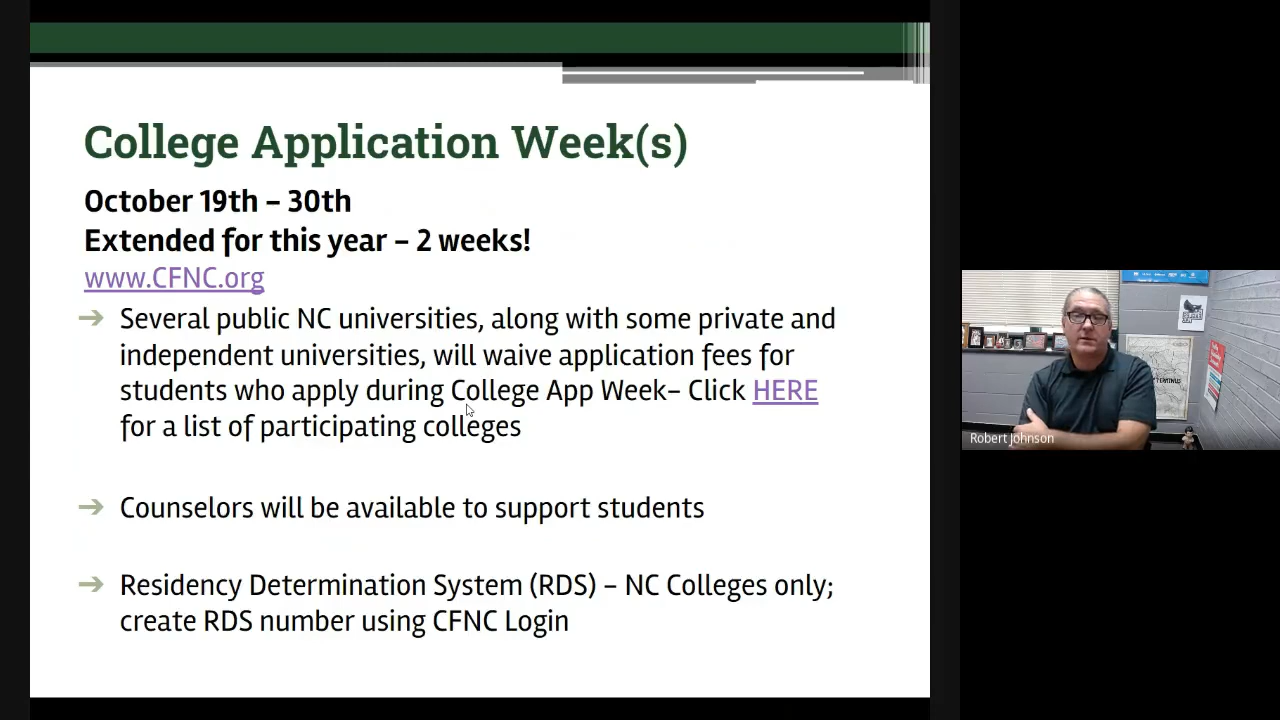 College Application Week(s)
October 19th – 30th
Extended for this year – 2 weeks!
www.CFNC.org
➔ Several public NC universities, along with some private and
independent universities, will waive application fees for
students who apply during College App Week– Click HERE
for a list of participating colleges
➔ Counselors will be available to support students
➔ Residency Determination System (RDS) – NC Colleges only;
create RDS number using CFNC Login
Robert Johnson